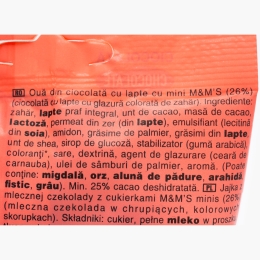 RO Ouă din ciocolată cu lapte cu mini M&M'S (26%)
(ciocolată cu lapte cu glazură colorată de zahăr). Ingrediente:
zahăr, lapte praf integral, unt de cacao, masă de cacao,
lactoză, permeat din zer (din lapte), emulsifiant (lecitină
din soia), amidon, grăsime de palmier, grăsimi din lapte,
unt de shea, sirop de glucoză, stabilizator (gumă arabică),
coloranți*, sare, dextrină, agent de glazurare (ceară de
carnauba), ulei de sâmburi de palmier, arome. (Poate
conține: migdală, orz, alună de pădure, arahidă,
fistic, grâu). Min. 25% cacao deshidratată. PL Jajka z
mlecznej czekolady z cukierkami M&M'S minis (26%)
(mleczna czekolada w chrupiących, kolorowych
skorupkach). Składniki: cukier, pełne
mleko w proszku